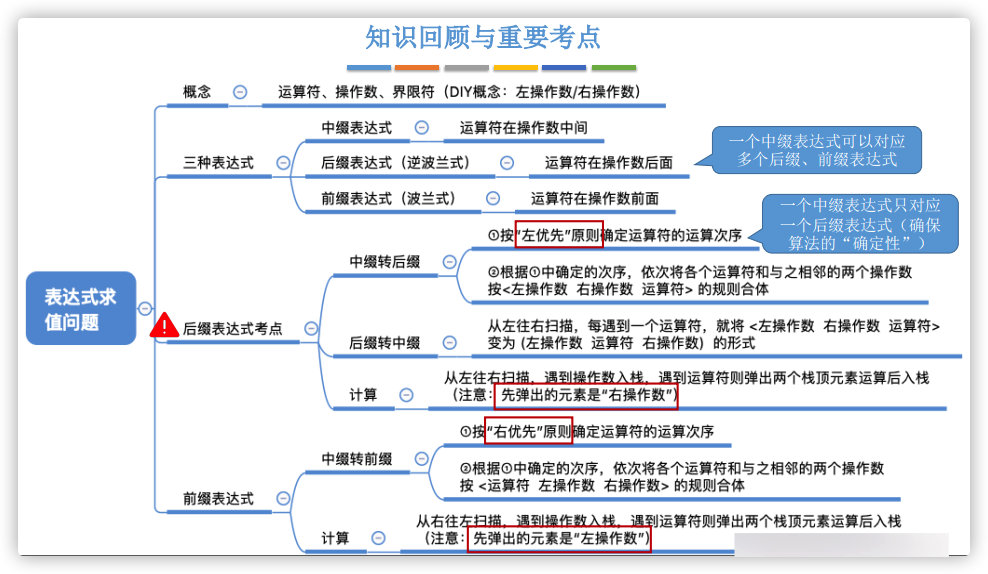 知识回顾与重要考点
概念
运算符、操作数、界限符（DIY概念：左操作数/右操作数）
三种表达式
中缀表达式
运算符在操作数中间
后缀表达式（逆波兰式）
运算符在操作数后面
前缀表达式（波兰式）
运算符在操作数前面
一个中缀表达式可以对应
多个后缀、前缀表达式
表达式求
值问题
后缀表达式考点
中缀转后缀
①按“左优先”原则确定运算符的运算次序
一个中缀表达式只对应
一个后缀表达式（确保
算法的“确定性”）
②根据①中确定的次序，依次将各个运算符和与之相邻的两个操作数
按<左操作数 右操作数 运算符> 的规则合体
后缀转中缀
从左往右扫描，每遇到一个运算符，就将 <左操作数 右操作数 运算符>
变为 (左操作数 运算符 右操作数) 的形式
计算
从左往右扫描，遇到操作数入栈，遇到运算符则弹出两个栈顶元素运算后入栈
（注意：先弹出的元素是“右操作数”）
前缀表达式
中缀转前缀
①按“右优先”原则确定运算符的运算次序
②根据①中确定的次序，依次将各个运算符和与之相邻的两个操作数
按 <运算符 左操作数 右操作数> 的规则合体
计算
从右往左扫描，遇到操作数入栈，遇到运算符则弹出两个栈顶元素运算后入栈
（注意：先弹出的元素是“左操作数”）